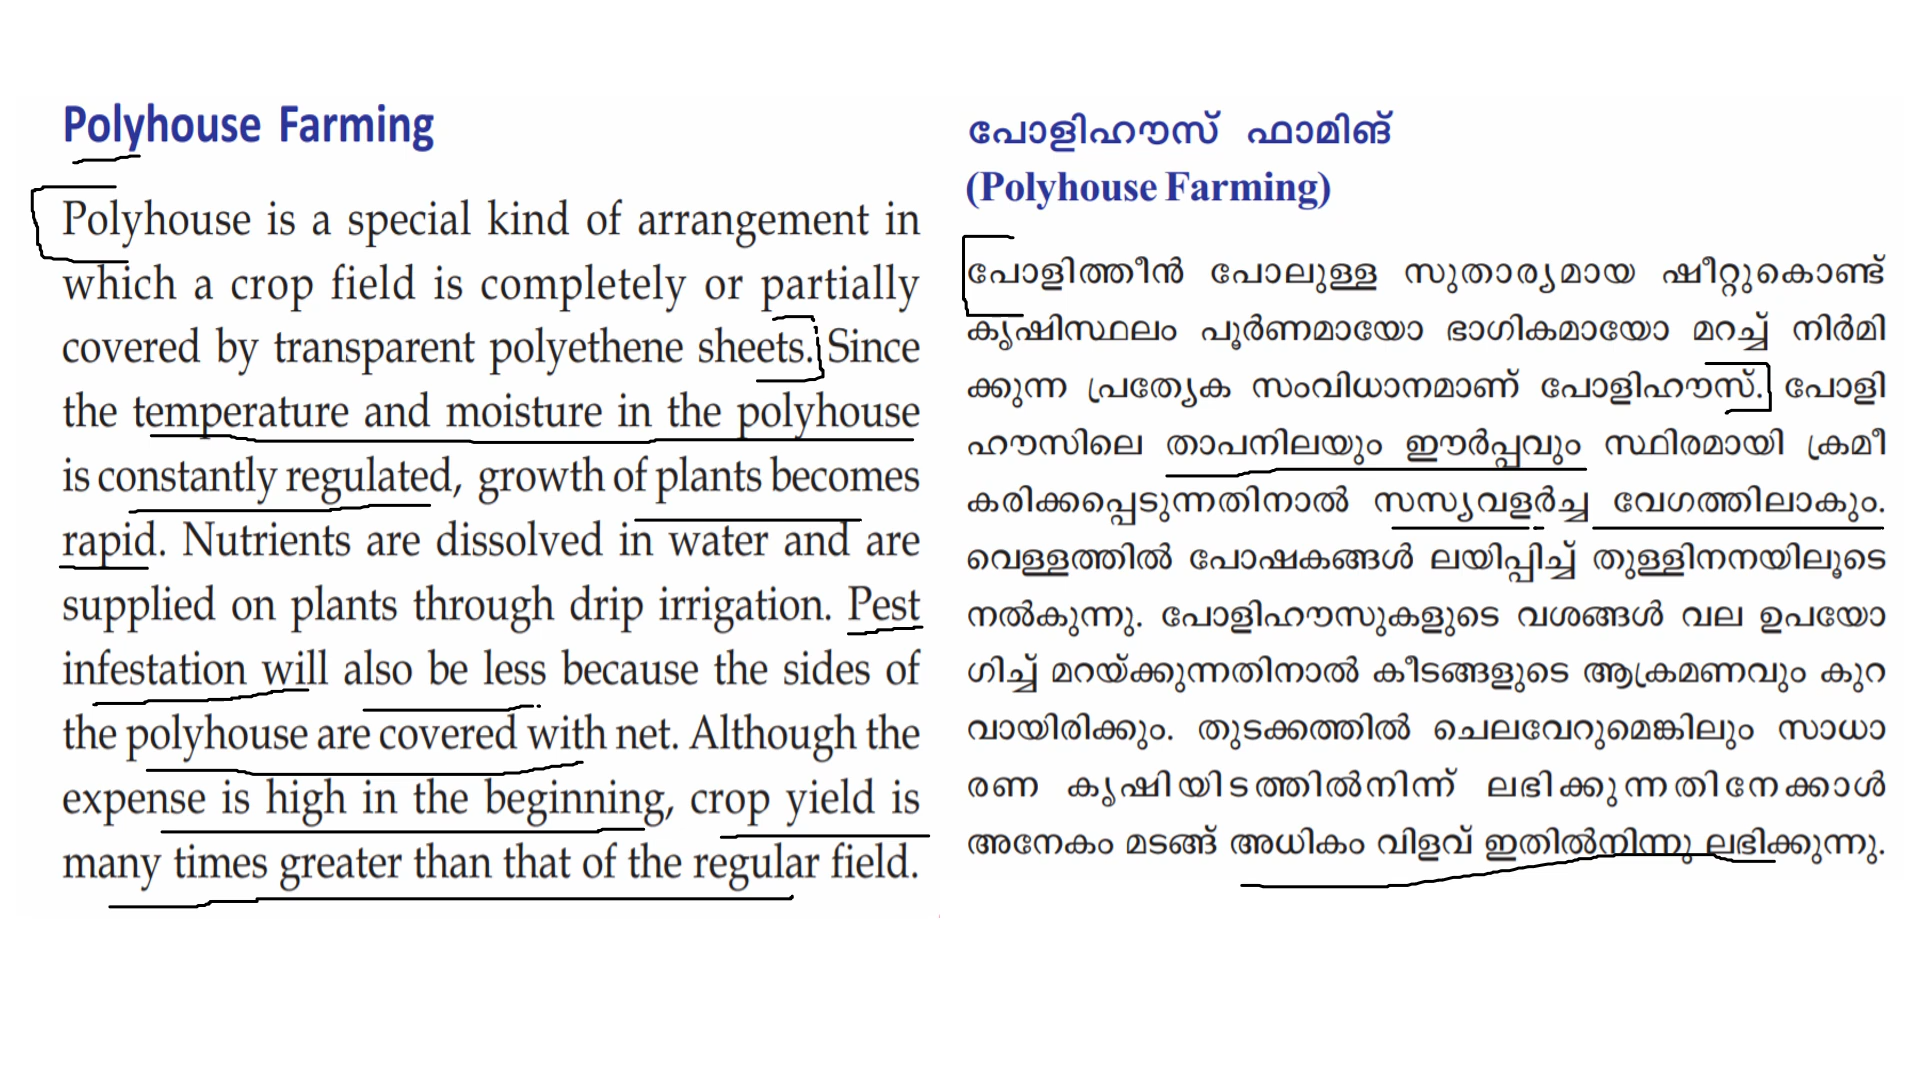 Polyhouse Farming
Polyhouse is a special kind of arrangement in
which a crop field is completely or partially
covered by transparent polyethene sheets. Since
the temperature and moisture in the polyhouse
is constantly regulated, growth of plants becomes
rapid. Nutrients are dissolved in water and are
supplied on plants through drip irrigation. Pest
infestation will also be less because the sides of
the polyhouse are covered with net. Although the
expense is high in the beginning, crop yield is
many times greater than that of the regular field.
പോളിഹൗസ് ഫാമിങ്
(Polyhouse Farming)
പോളിത്തീൻ പോലുള്ള സുതാര്യമായ ഷീറ്റുകൊണ്ട്
കൃഷിസ്ഥലം പൂർണമായോ ഭാഗികമായോ മറച്ച് നിർമി
ക്കുന്ന പ്രത്യേക സംവിധാനമാണ് പോളിഹൗസ്. പോളി
ഹൗസിലെ താപനിലയും ഈർപ്പവും സ്ഥിരമായി ക്രമീ
കരിക്കപ്പെടുന്നതിനാൽ സസ്യവളർച്ച വേഗത്തിലാകും.
വെള്ളത്തിൽ പോഷകങ്ങൾ ലയിപ്പിച്ച് തുള്ളിനനയിലൂടെ
നൽകുന്നു. പോളിഹൗസുകളുടെ വശങ്ങൾ വല ഉപയോ
ഗിച്ച് മറയ്ക്കുന്നതിനാൽ കീടങ്ങളുടെ ആക്രമണവും കുറ
വായിരിക്കും. തുടക്കത്തിൽ ചെലവേറുമെങ്കിലും സാധാ
രണ കൃഷിയിടത്തിൽനിന്ന് ലഭിക്കുന്നതിനേക്കാൾ
അനേകം മടങ്ങ് അധികം വിളവ് ഇതിൽനിന്നു ലഭിക്കുന്നു.